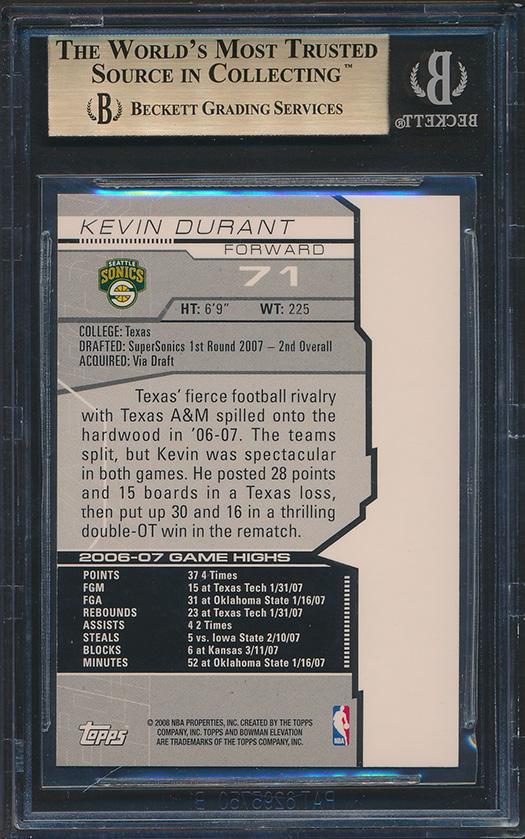 THE WORLD'S MOST TRUSTED
SOURCE IN COLLECTING™
B BECKETT GRADING SERVICES
B
BECKETT®
KEVIN DURANT
FORWARD
71
SEATTLE
SONICS
HT: 6'9" WT: 225
COLLEGE: Texas
DRAFTED: SuperSonics 1st Round 2007 – 2nd Overall
ACQUIRED: Via Draft
Texas' fierce football rivalry
with Texas A&M spilled onto the
hardwood in '06-07. The teams
split, but Kevin was spectacular
in both games. He posted 28 points
and 15 boards in a Texas loss,
then put up 30 and 16 in a thrilling
double-OT win in the rematch.
2006-07 GAME HIGHS
POINTS 37 4 Times
FGM 15 at Texas Tech 1/31/07
FGA 31 at Oklahoma State 1/16/07
REBOUNDS 23 at Texas Tech 1/31/07
ASSISTS 4 2 Times
STEALS 5 vs. Iowa State 2/10/07
BLOCKS 6 at Kansas 3/11/07
MINUTES 52 at Oklahoma State 1/16/07
topps
© 2008 NBA PROPERTIES, INC. CREATED BY THE TOPPS
COMPANY, INC. TOPPS AND BOWMAN ELEVATION
ARE TRADEMARKS OF THE TOPPS COMPANY, INC.
NBA